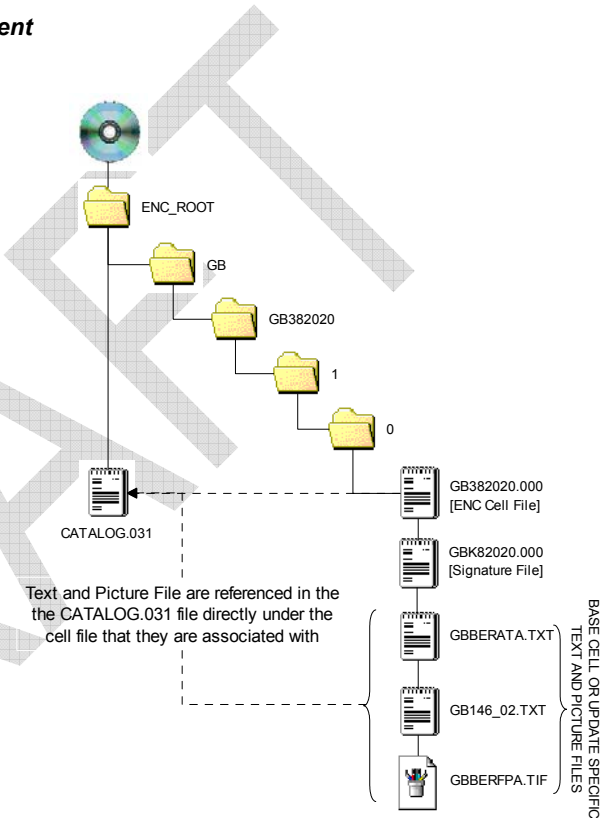 ent
ENC_ROOT
GB
GB382020
1
0
CATALOG.031
GB382020.000
[ENC Cell File]
GBK82020.000
[Signature File]
Text and Picture File are referenced in the
the CATALOG.031 file directly under the
cell file that they are associated with
GBBERATA.TXT
GB146_02.TXT
GBBERFPA.TIF
BASE CELL OR UPDATE SPECIFIC
TEXT AND PICTURE FILES